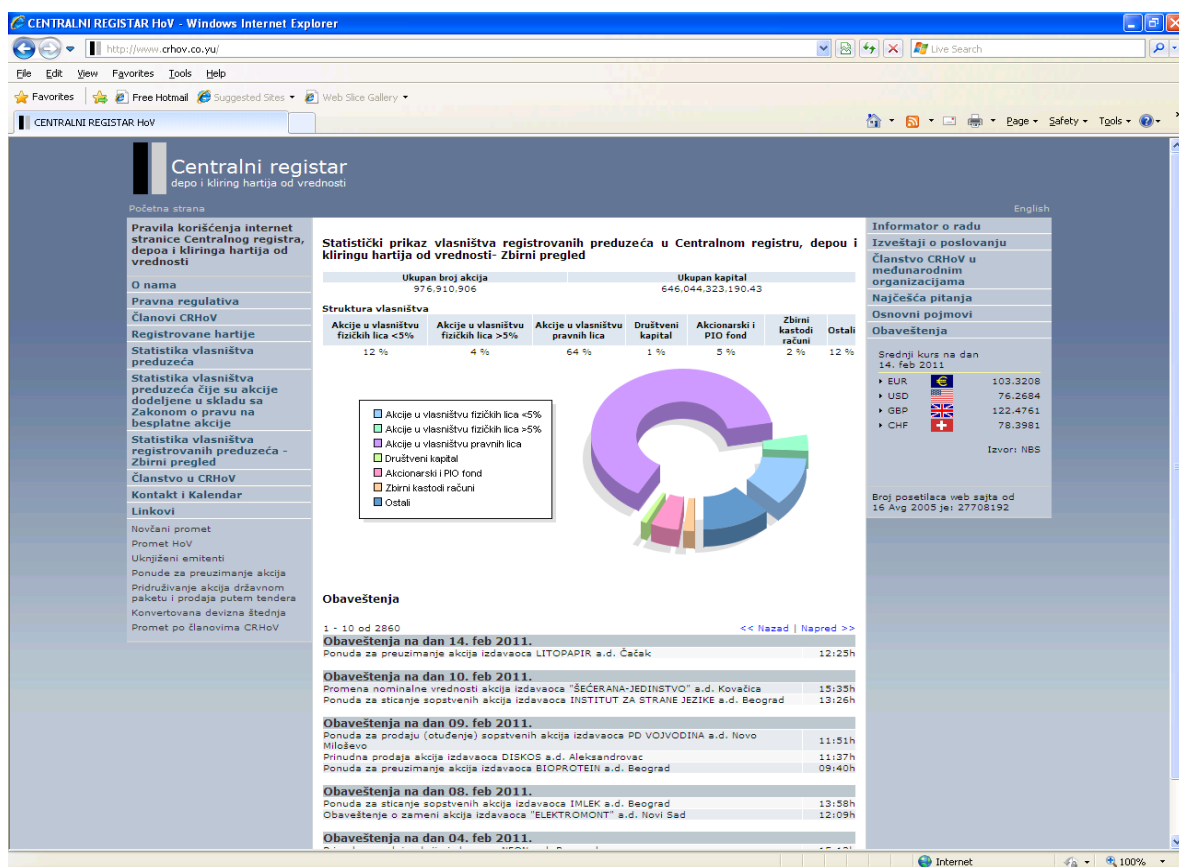 CENTRALNI REGISTAR HoV - Windows Internet Explorer
http://www.crhov.co.yu/
Live Search
File Edit View Favorites Tools Help
Favorites Free Hotmail Suggested Sites Web Slice Gallery
CENTRALNI REGISTAR HoV
Page Safety Tools
Centralni registar
depo i kliring hartija od vrednosti
Početna strana
English
Pravila korišćenja internet
stranice Centralnog registra,
depoa i kliringa hartija od
vrednosti
O nama
Pravna regulativa
Članovi CRHoV
Registrovane hartije
Statistika vlasništva
preduzeća
Statistika vlasništva
preduzeća čije su akcije
dodeljene u skladu sa
Zakonom o pravu na
besplatne akcije
Statistika vlasništva
registrovanih preduzeća -
Zbirni pregled
Članstvo u CRHoV
Kontakt i Kalendar
Linkovi
Novčani promet
Promet HoV
Uknjiženi emitenti
Ponude za preuzimanje akcija
Pridruživanje akcija državnom
paketu i prodaja putem tendera
Konvertovana devizna štednja
Promet po članovima CRHoV
Statistički prikaz vlasništva registrovanih preduzeća u Centralnom registru, depou i
kliringu hartija od vrednosti- Zbirni pregled
Ukupan broj akcija Ukupan kapital
976.910.906 646.044.323.190.43
Struktura vlasništva
Akcije u vlasništvu fizičkih lica <5% Akcije u vlasništvu fizičkih lica >5% Akcije u vlasništvu pravnih lica Društveni kapital Akcionarski i PIO fond Zbirni kastodi računi Ostali
12 % 4 % 64 % 1 % 5 % 2 % 12 %
Akcije u vlasništvu fizičkih lica <5%
Akcije u vlasništvu fizičkih lica >5%
Akcije u vlasništvu pravnih lica
Društveni kapital
Akcionarski i PIO fond
Zbirni kastodi računi
Ostali
Obaveštenja
1 - 10 od 2860 << Nazad | Napred >>
Obaveštenja na dan 14. feb 2011.
Ponuda za preuzimanje akcija izdavaoca LITOPAPIR a.d. Čačak 12:25h
Obaveštenja na dan 10. feb 2011.
Promena nominalne vrednosti akcija izdavaoca "ŠEĆERANA-JEDINSTVO" a.d. Kovačica 15:35h
Ponuda za sticanje sopstvenih akcija izdavaoca INSTITUT ZA STRANE JEZIKE a.d. Beograd 13:26h
Obaveštenja na dan 09. feb 2011.
Ponuda za prodaju (otuđenje) sopstvenih akcija izdavaoca PD VOJVODINA a.d. Novo
Miloševo 11:51h
Prinudna prodaja akcija izdavaoca DISKOS a.d. Aleksandrovac 11:37h
Ponuda za preuzimanje akcija izdavaoca BIOPROTEIN a.d. Beograd 09:40h
Obaveštenja na dan 08. feb 2011.
Ponuda za sticanje sopstvenih akcija izdavaoca IMLEK a.d. Beograd 13:58h
Obaveštenje o zameni akcija izdavaoca "ELEKTROMONT" a.d. Novi Sad 12:09h
Obaveštenja na dan 04. feb 2011.
Informator o radu
Izveštaji o poslovanju
Članstvo CRHoV u
međunarodnim
organizacijama
Najčešća pitanja
Osnovni pojmovi
Obaveštenja
Srednji kurs na dan
14. feb 2011
EUR 103.3208
USD 76.2684
GBP 122.4761
CHF 78.3981
Izvor: NBS
Broj posetilaca web sajta od
16 Avg 2005 je: 27708192
Internet 100%